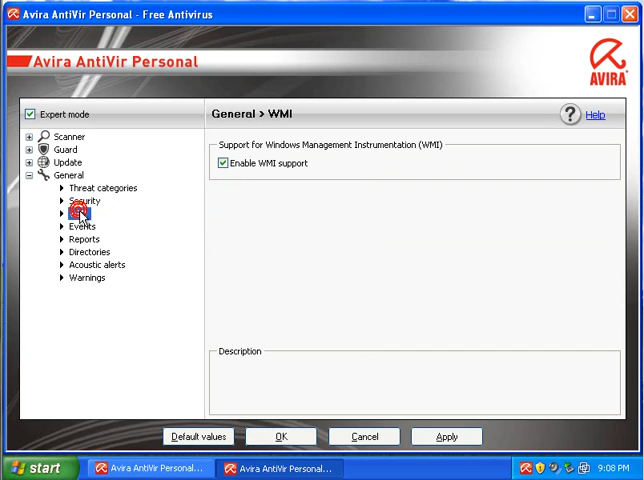 Avira AntiVir Personal - Free Antivirus
Avira AntiVir Personal
AVIRA
Expert mode
General > WMI
? Help
Scanner
Guard
Update
General
Threat categories
Security
Events
Reports
Directories
Acoustic alerts
Warnings
Support for Windows Management Instrumentation (WMI)
Enable WMI support
Description
Default values
OK
Cancel
Apply
start
Avira AntiVir Personal...
Avira AntiVir Personal...
9:08 PM